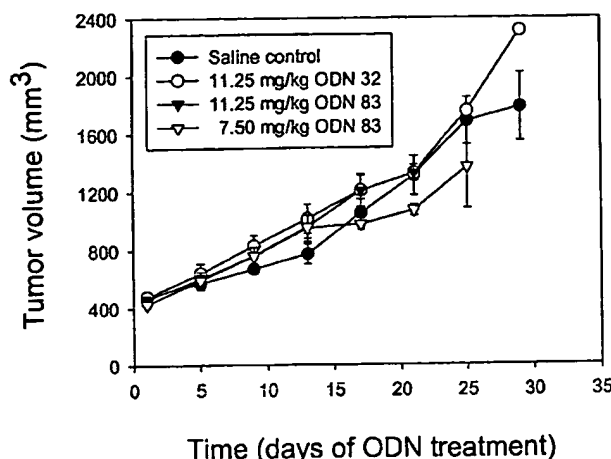 2400
2000
1600
1200
800
400
0
Tumor volume (mm³)
Saline control
11.25 mg/kg ODN 32
11.25 mg/kg ODN 83
7.50 mg/kg ODN 83
0 5 10 15 20 25 30 35
Time (days of ODN treatment)